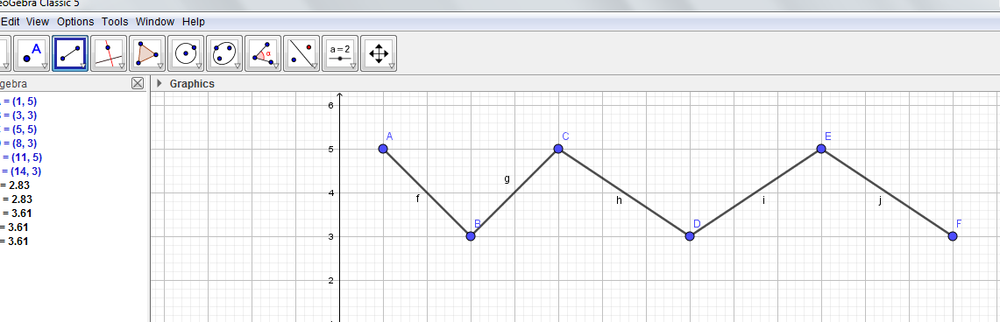 eoGebra Classic 5
Edit View Options Tools Window Help
A
α
a=2
gebra
Graphics
= (1, 5)
= (3, 3)
= (5, 5)
= (8, 3)
= (11, 5)
= (14, 3)
= 2.83
= 2.83
= 3.61
= 3.61
= 3.61
6
5
4
3
2
A
C
E
g
f
h
i
j
B
D
F